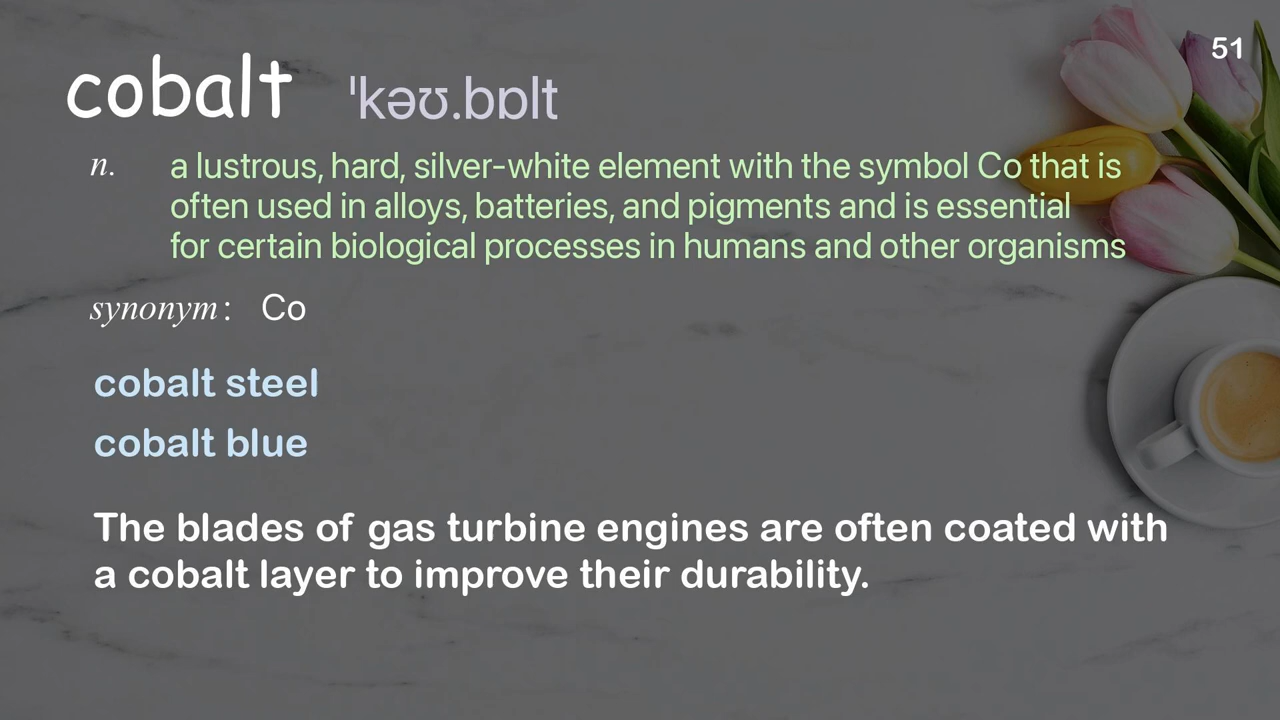 51
cobalt ˈkəʊ.bɒlt
n. a lustrous, hard, silver-white element with the symbol Co that is
often used in alloys, batteries, and pigments and is essential
for certain biological processes in humans and other organisms
synonym: Co
cobalt steel
cobalt blue
The blades of gas turbine engines are often coated with
a cobalt layer to improve their durability.